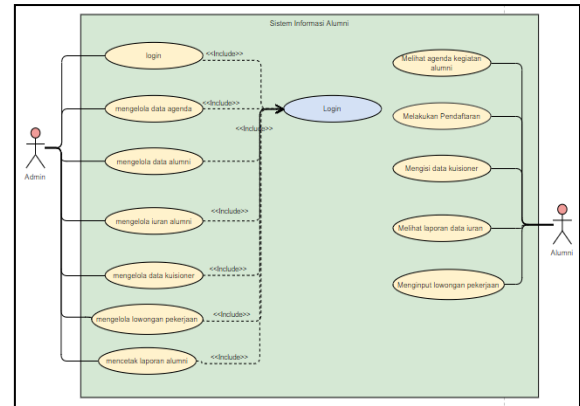 Sistem Informasi Alumni
login
<<Include>>
Melihat agenda kegiatan
alumni
mengelola data agenda
<<Include>>
Login
Melakukan Pendaftaran
<<Include>>
mengelola data alumni
Mengisi data kuisioner
Admin
mengelola iuran alumni
<<Include>>
Melihat laporan data iuran
Alumni
mengelola data kuisioner
<<Include>>
Menginput lowongan pekerjaan
mengelola lowongan pekerjaan
<<Include>>
mencetak laporan alumni
<<Include>>